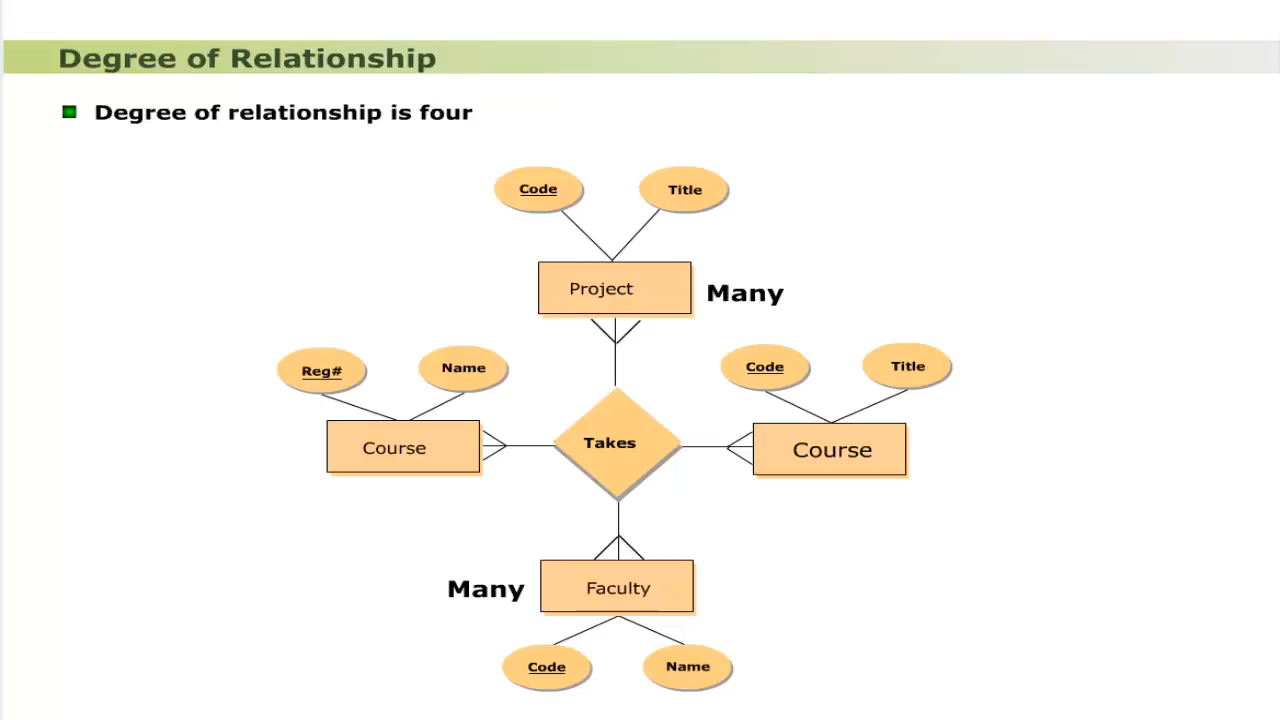 Degree of Relationship
Degree of relationship is four
Code
Title
Project
Many
Reg#
Name
Code
Title
Course
Takes
Course
Many
Faculty
Code
Name